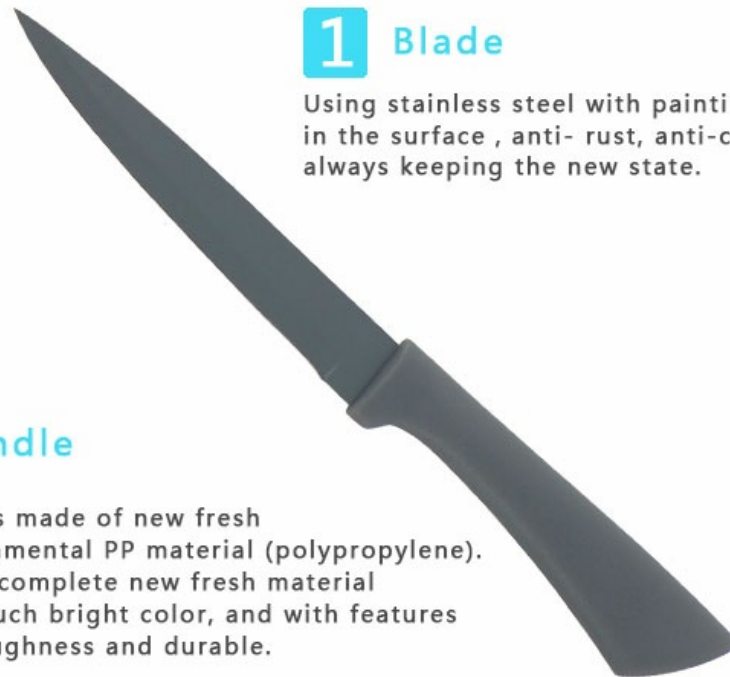 1 Blade
Using stainless steel with painti
in the surface , anti- rust, anti-c
always keeping the new state.
ndle
s made of new fresh
nmental PP material (polypropylene).
complete new fresh material
uch bright color, and with features
ughness and durable.